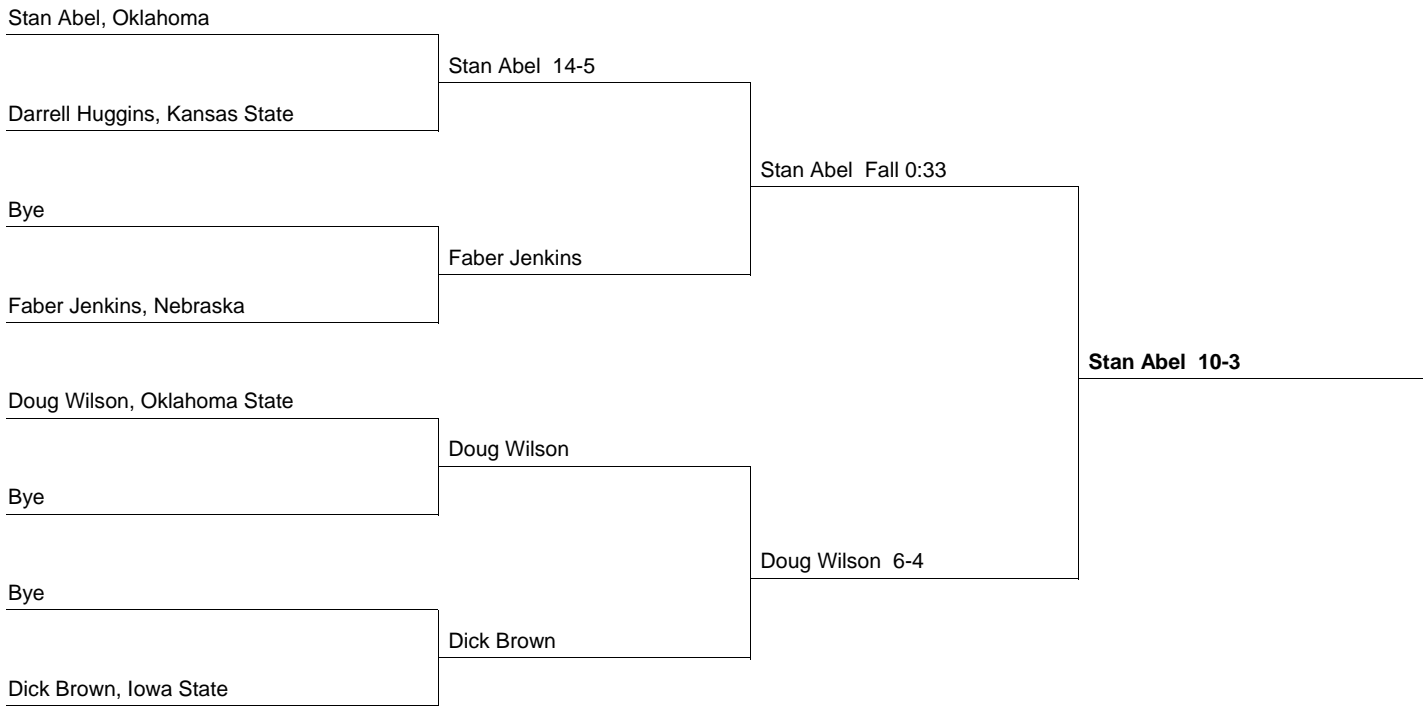 Stan Abel, Oklahoma
Stan Abel 14-5
Darrell Huggins, Kansas State
Stan Abel Fall 0:33
Bye
Faber Jenkins
Faber Jenkins, Nebraska
Stan Abel 10-3
Doug Wilson, Oklahoma State
Doug Wilson
Bye
Doug Wilson 6-4
Bye
Dick Brown
Dick Brown, Iowa State